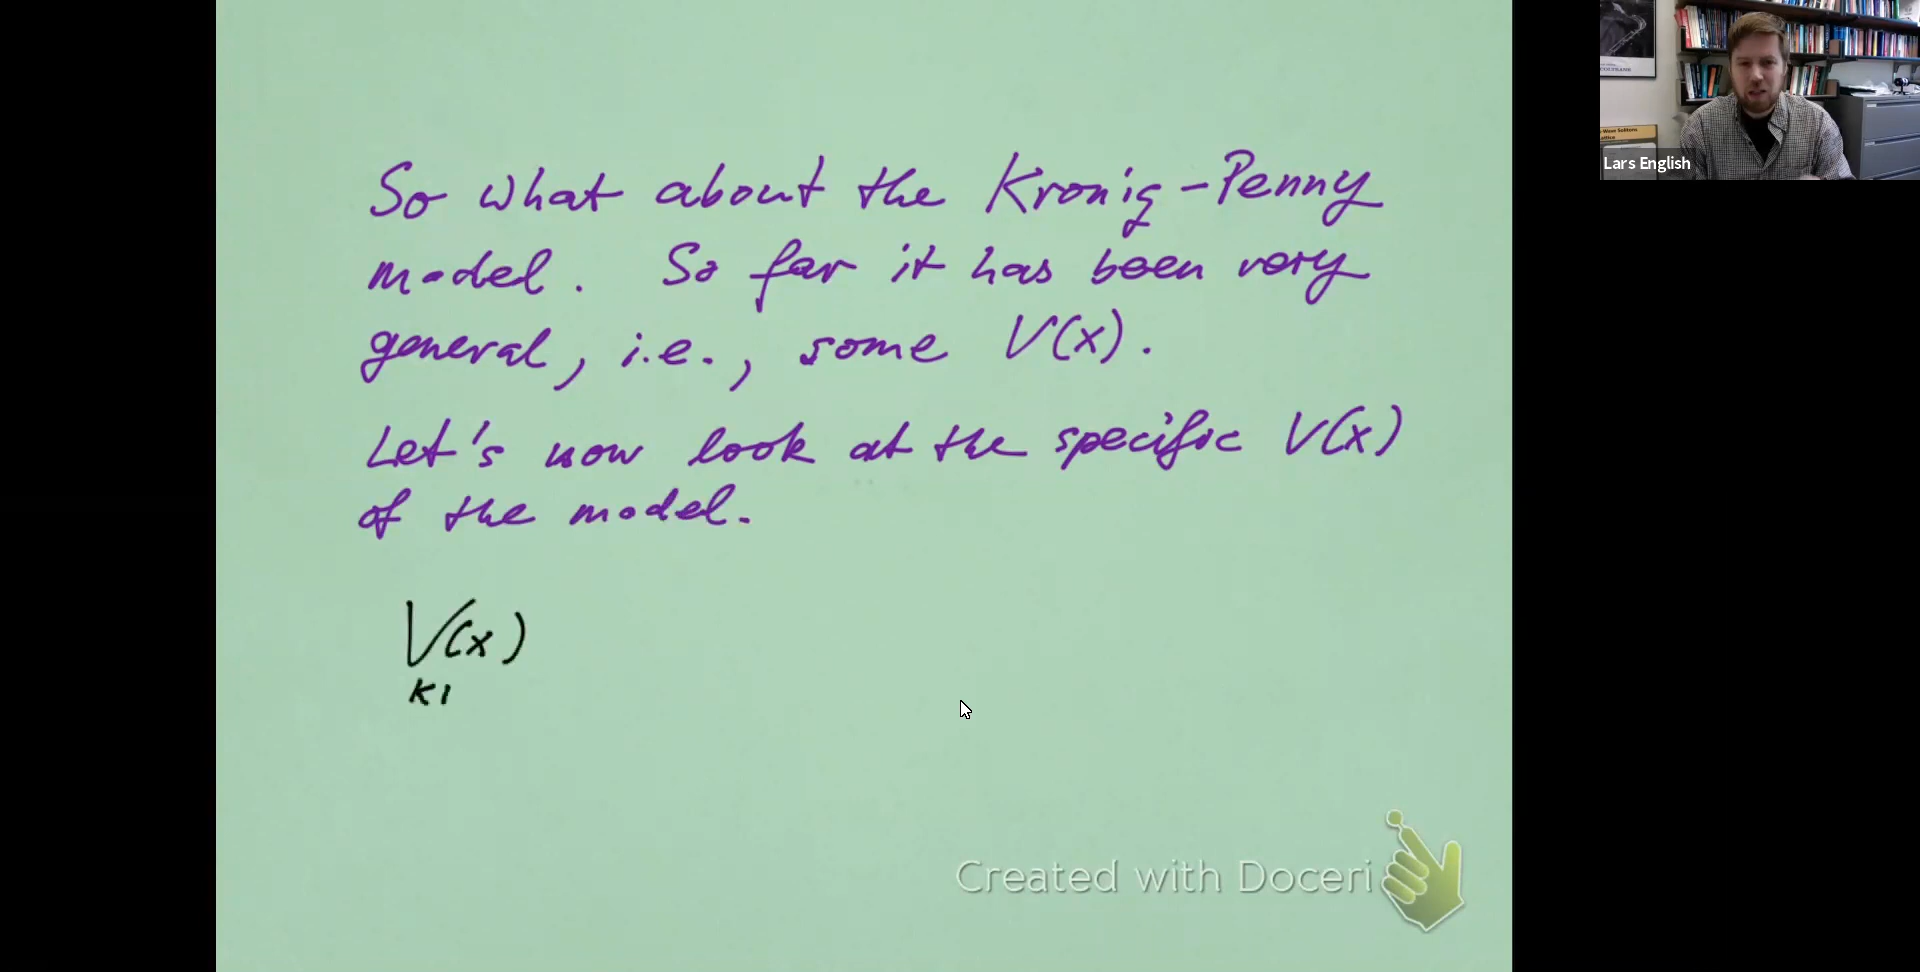 So what about the Kronig-Penny
model. So far it has been very
general, i.e., some V(x).
Let's now look at the specific V(x)
of the model.
V(x)
K
Created with Doceri
Lars English